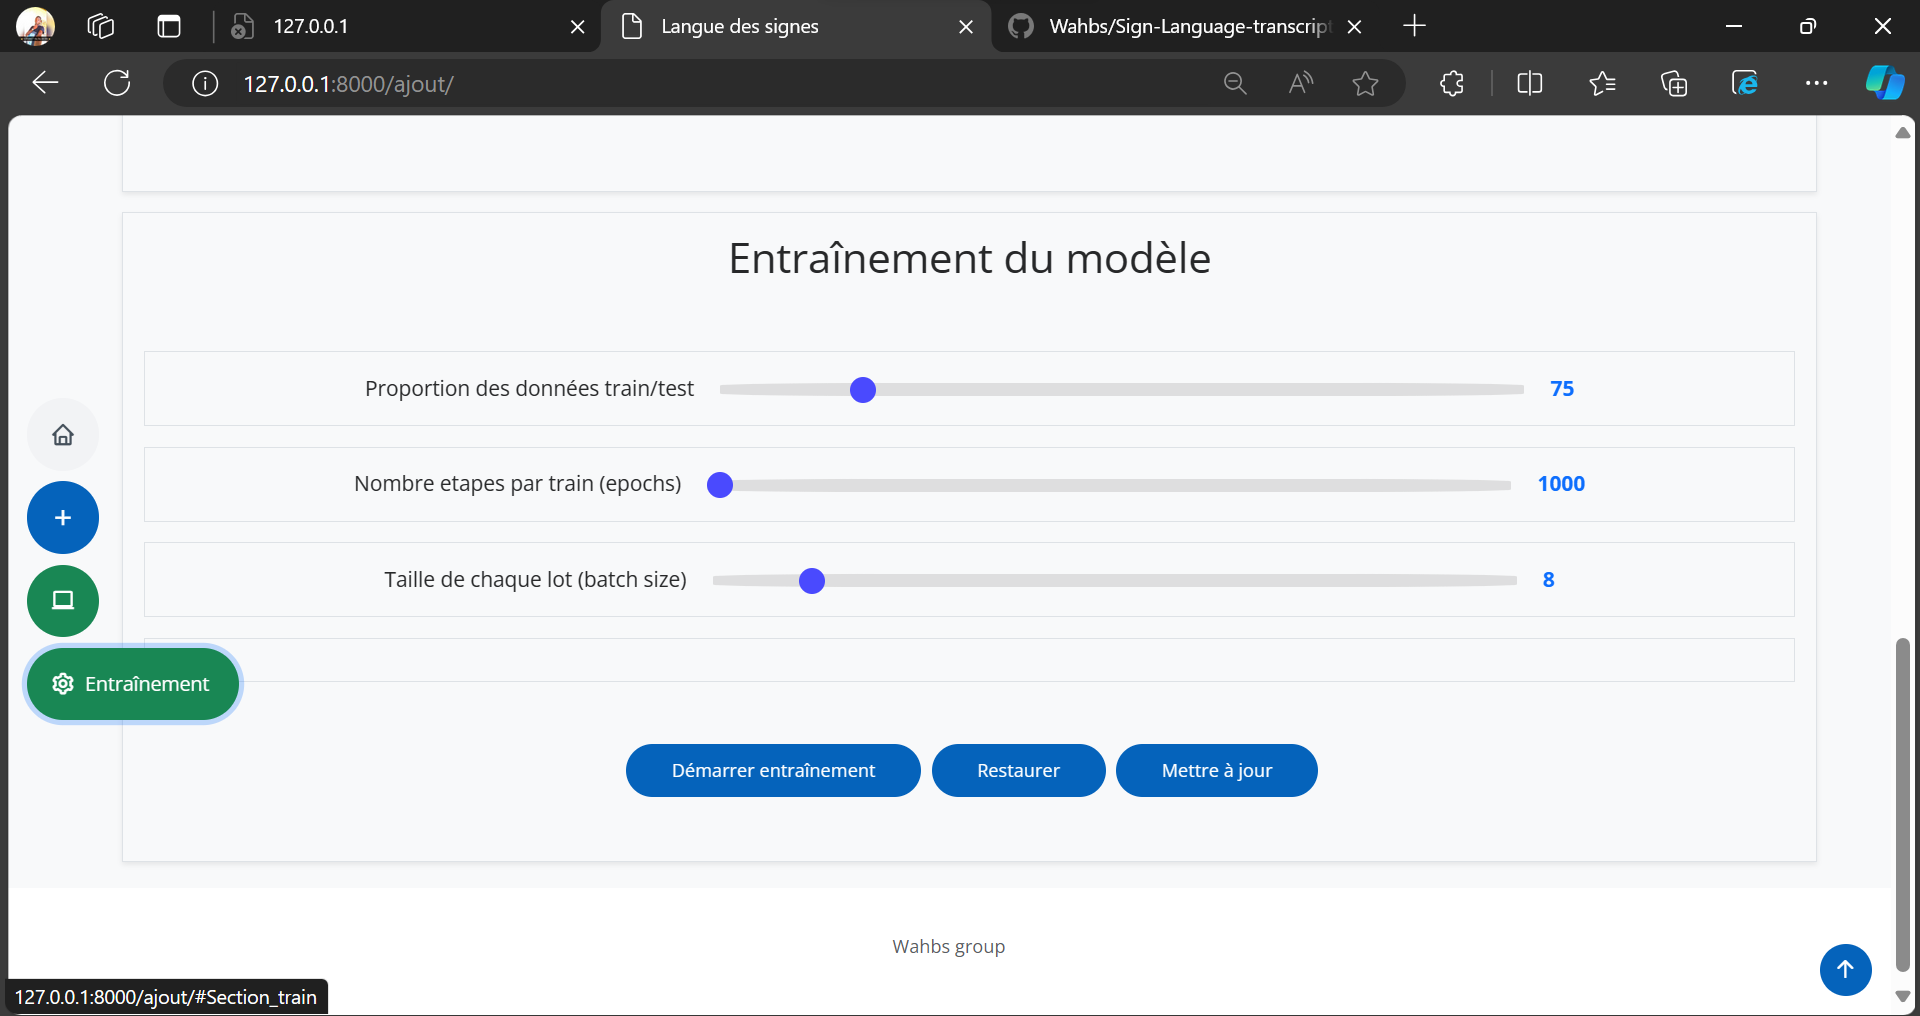 127.0.0.1
Langue des signes
Wahbs/Sign-Language-transcript
127.0.0.1:8000/ajout/
Entraînement du modèle
Proportion des données train/test 75
Nombre etapes par train (epochs) 1000
Taille de chaque lot (batch size) 8
Entraînement
Démarrer entraînement
Restaurer
Mettre à jour
Wahbs group
127.0.0.1:8000/ajout/#Section_train